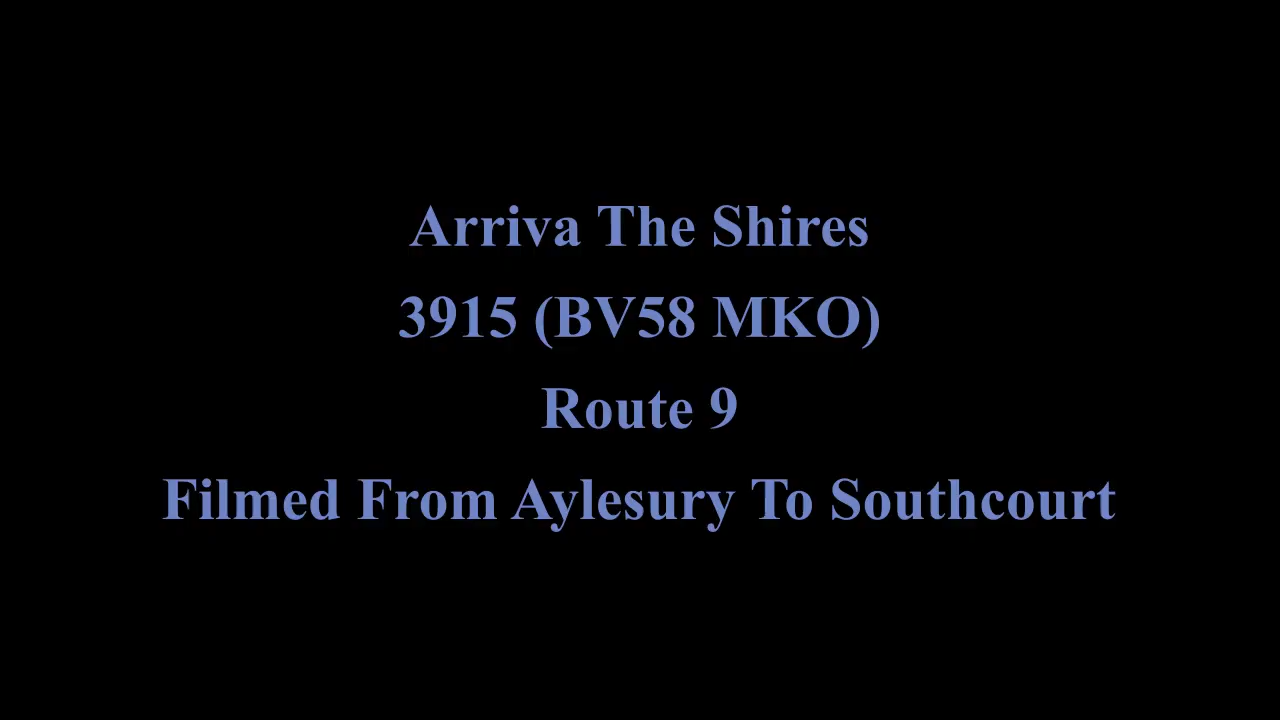 Arriva The Shires
3915 (BV58 MKO)
Route 9
Filmed From Aylesury To Southcourt